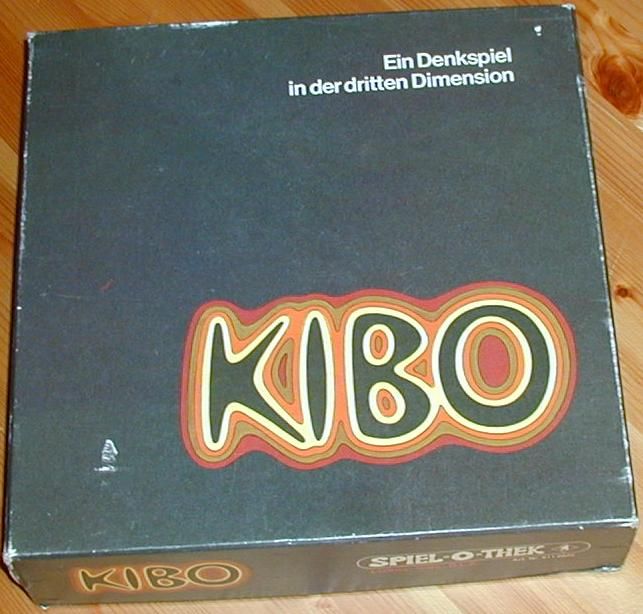 Ein Denkspiel
in der dritten Dimension
KIBO
KIBO
SPIEL-O-THEK